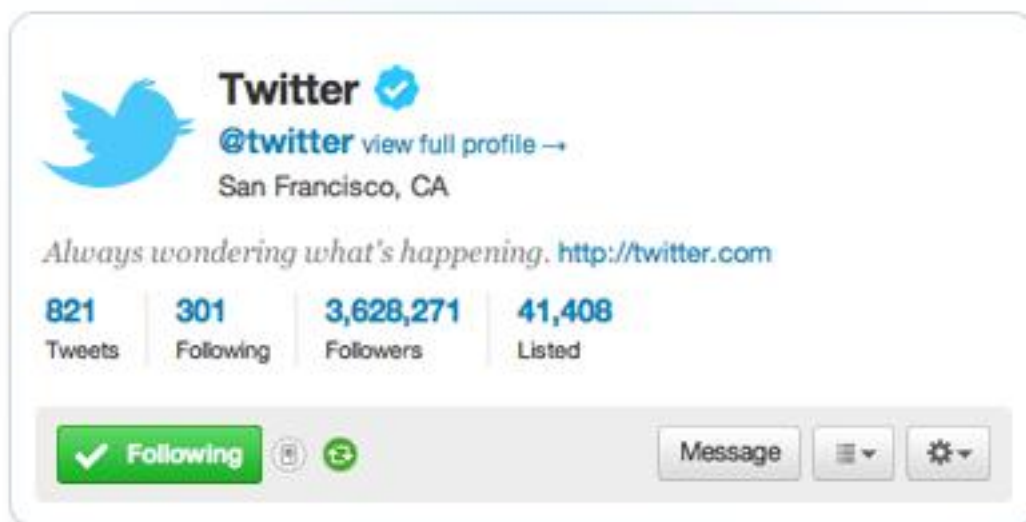 Twitter
@twitter view full profile →
San Francisco, CA
Always wondering what's happening. http://twitter.com
821 301 3,628,271 41,408
Tweets Following Followers Listed
Following Message